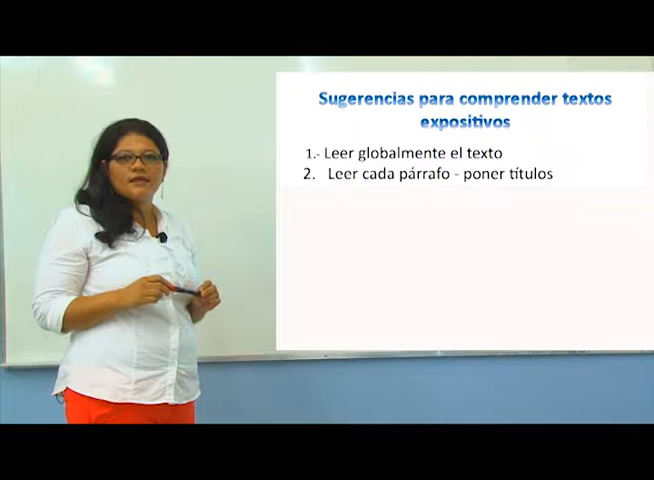 Sugerencias para comprender textos
expositivos
1.- Leer globalmente el texto
2. Leer cada párrafo - poner títulos